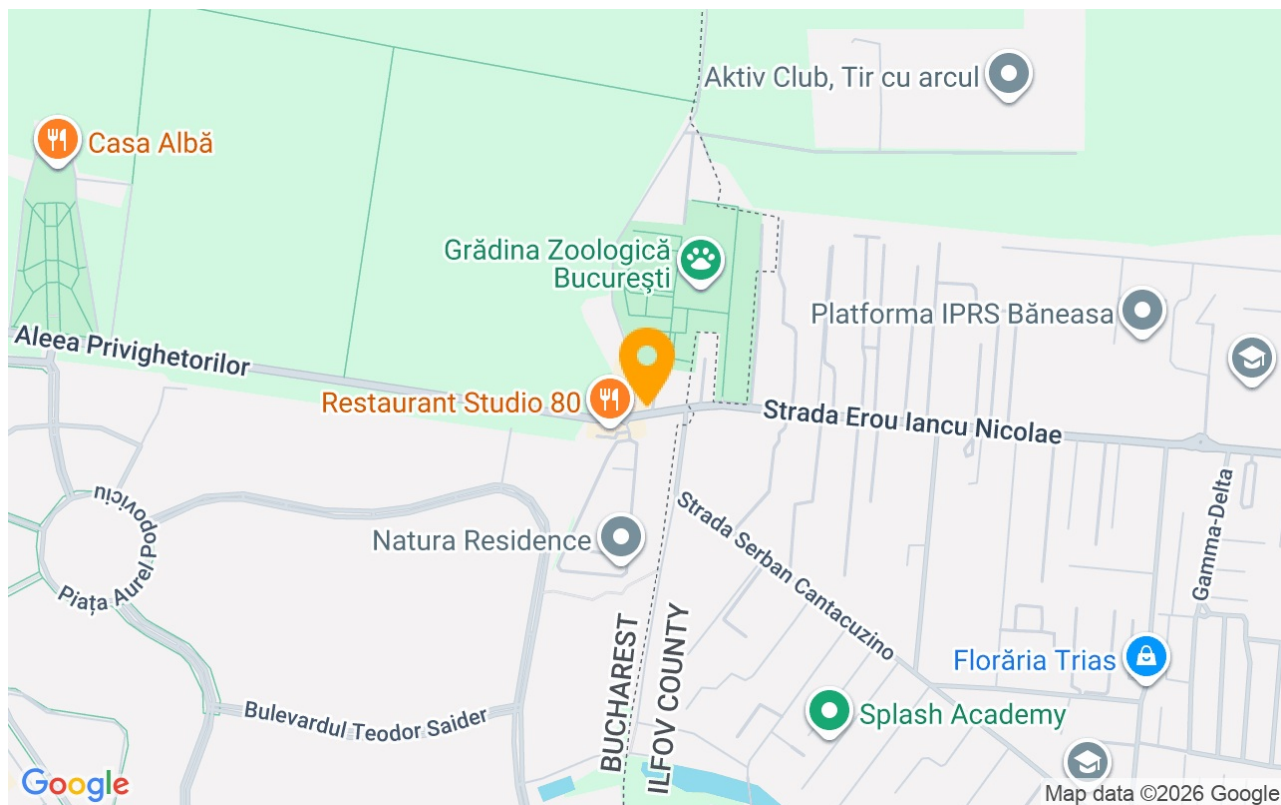 Aktiv Club, Tir cu arcul
Casa Albă
Grădina Zoologică
București
Platforma IPRS Băneasa
Aleea Privighetorilor
Restaurant Studio 80
Strada Erou Iancu Nicolae
Gamma-Delta
Piața Aurel Popoviciu
Natura Residence
Strada Serban Cantacuzino
BUCHAREST
ILFOV COUNTY
Florăria Trias
Bulevardul Teodor Saider
Splash Academy
Google
Map data ©2026 Google